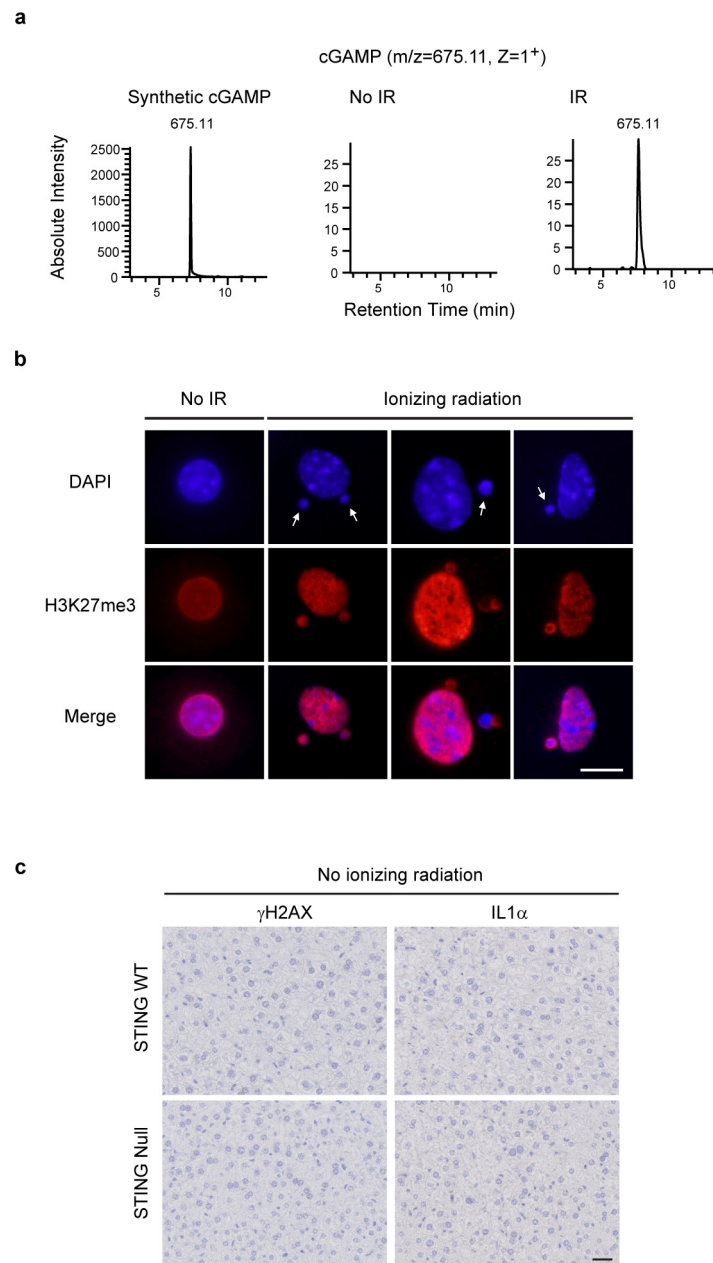 a
cGAMP (m/z=675.11, Z=1⁺)
Synthetic cGAMP
No IR
IR
675.11
675.11
Absolute Intensity
2500
2000
1500
1000
500
0
5
10
25
20
15
10
5
0
5
10
25
20
15
10
5
0
5
10
Retention Time (min)
b
No IR
Ionizing radiation
DAPI
H3K27me3
Merge
c
No ionizing radiation
γH2AX
IL1α
STING WT
STING Null